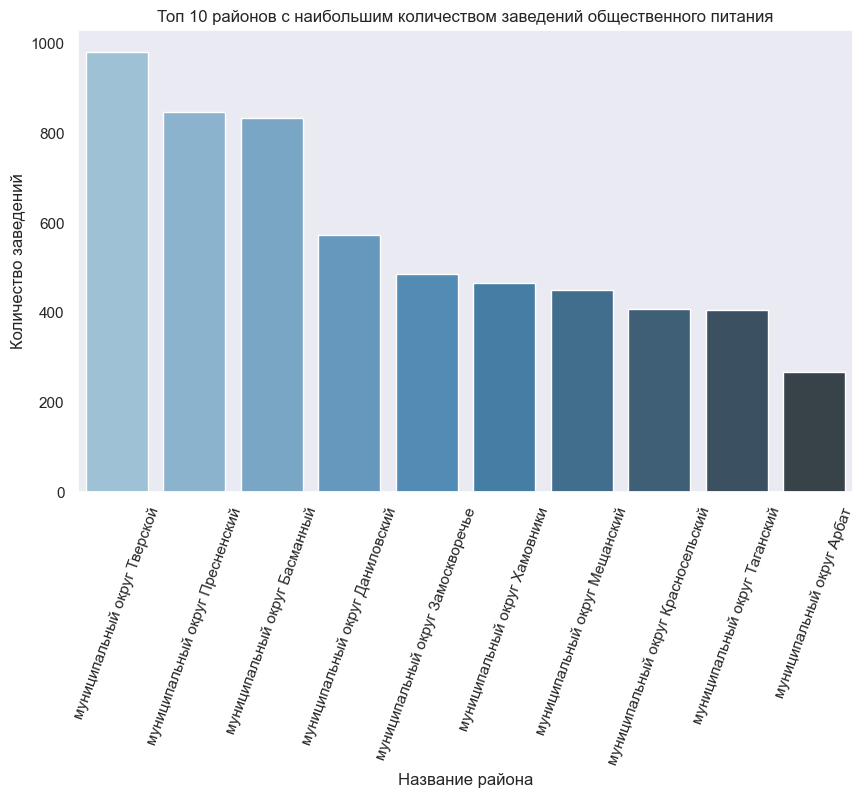 Топ 10 районов с наибольшим количеством заведений общественного питания
Количество заведений
1000
800
600
400
200
0
муниципальный округ Тверской
муниципальный округ Пресненский
муниципальный округ Басманный
муниципальный округ Даниловский
муниципальный округ Замоскворечье
муниципальный округ Хамовники
муниципальный округ Мещанский
муниципальный округ Красносельский
муниципальный округ Таганский
муниципальный округ Арбат
Название района